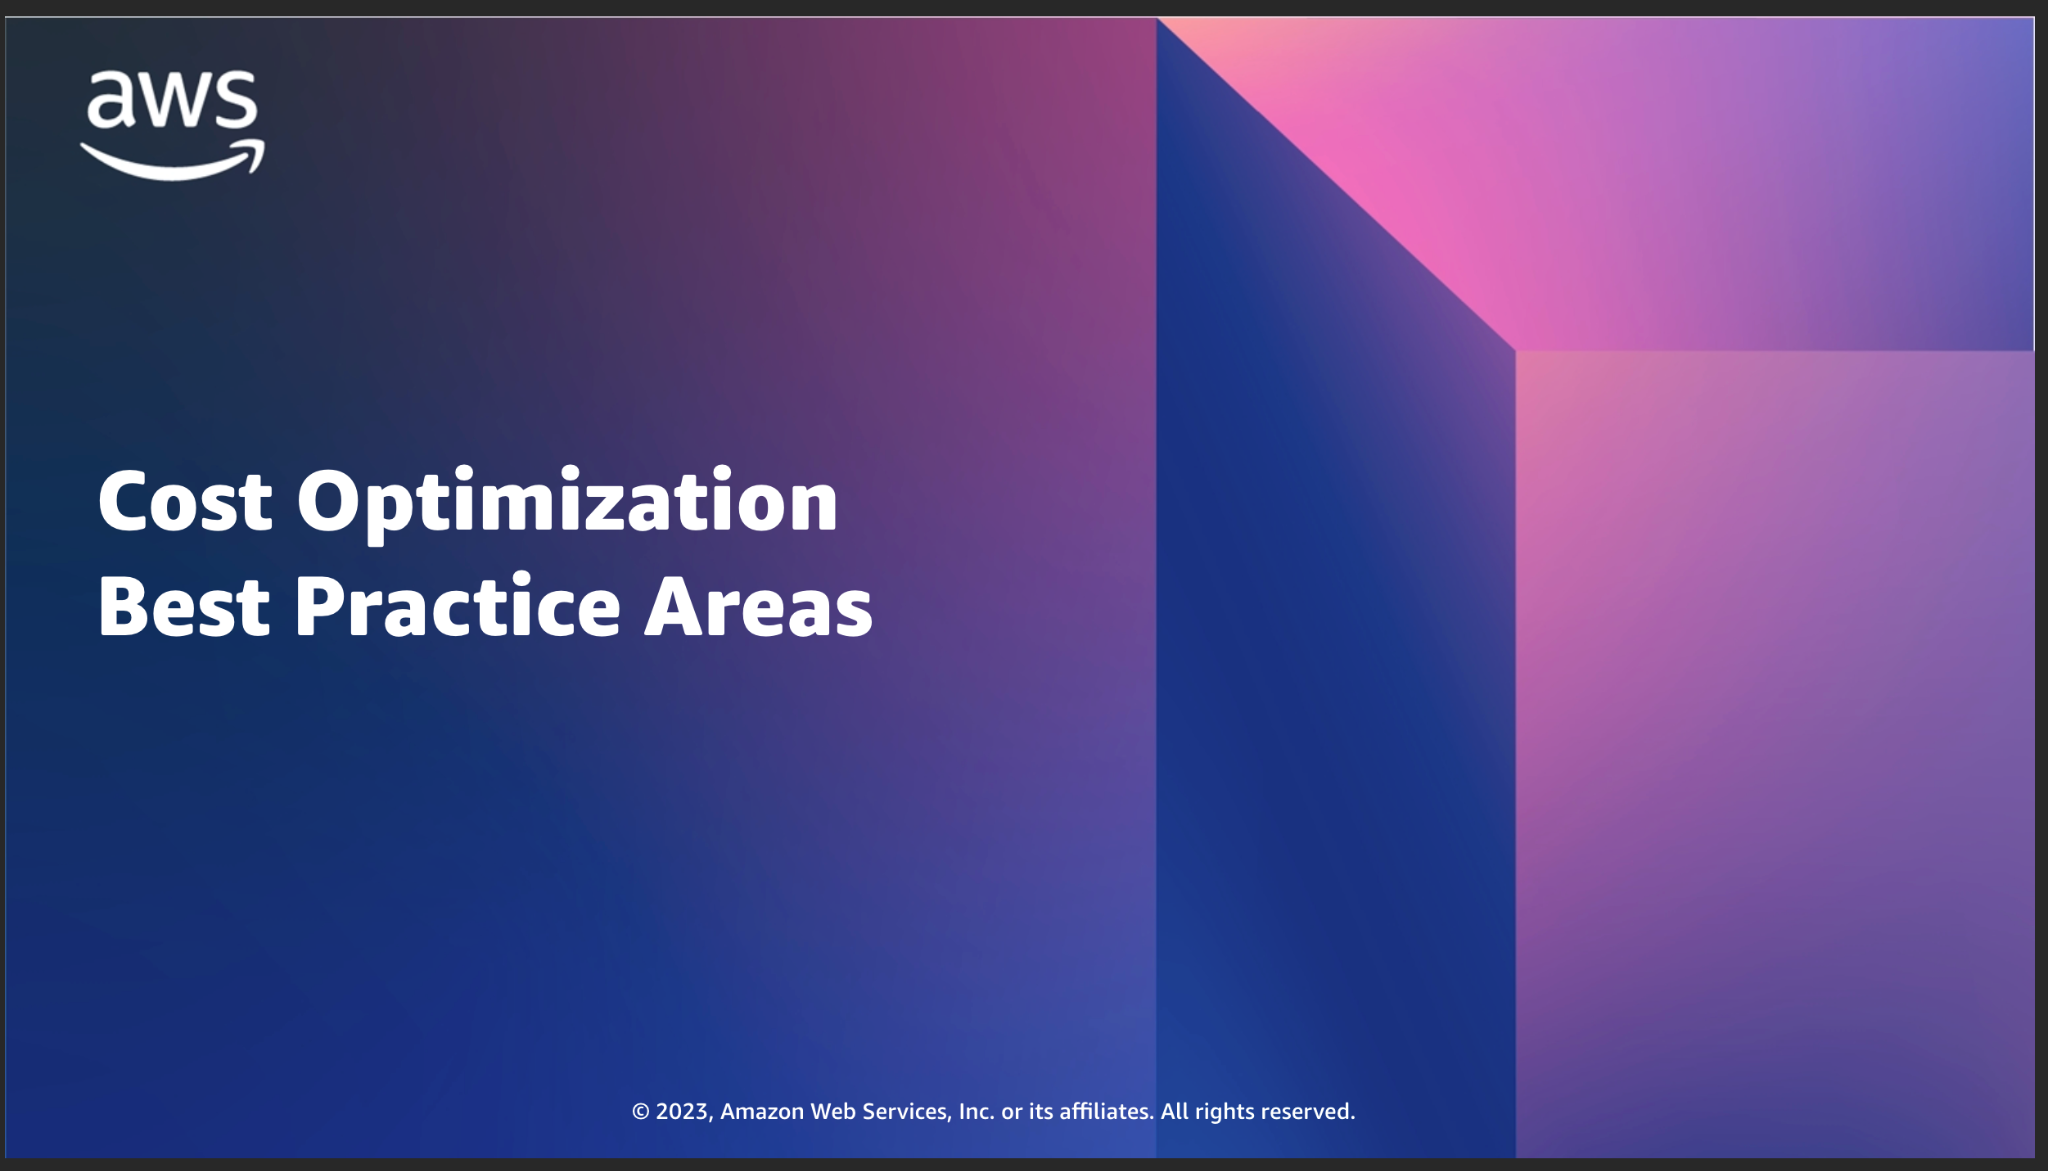 aws
Cost Optimization
Best Practice Areas
© 2023, Amazon Web Services, Inc. or its affiliates. All rights reserved.